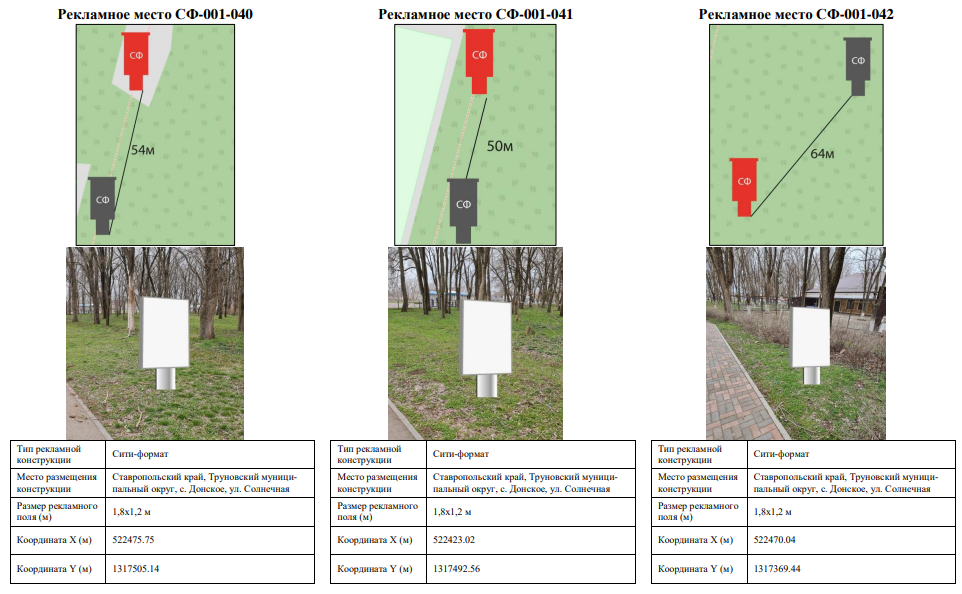 Рекламное место СФ-001-040
СФ
54м
СФ
Тип рекламной
конструкции
Сити-формат
Место размещения
конструкции
Ставропольский край, Труновский муници-
пальный округ, с. Донское, ул. Солнечная
Размер рекламного
поля (м)
1,8х1,2 м
Координата X (м)
522475.75
Координата Y (м)
1317505.14
Рекламное место СФ-001-041
СФ
50м
СФ
Тип рекламной
конструкции
Сити-формат
Место размещения
конструкции
Ставропольский край, Труновский муници-
пальный округ, с. Донское, ул. Солнечная
Размер рекламного
поля (м)
1,8х1,2 м
Координата X (м)
522423.02
Координата Y (м)
1317492.56
Рекламное место СФ-001-042
СФ
64м
СФ
Тип рекламной
конструкции
Сити-формат
Место размещения
конструкции
Ставропольский край, Труновский муници-
пальный округ, с. Донское, ул. Солнечная
Размер рекламного
поля (м)
1,8х1,2 м
Координата X (м)
522470.04
Координата Y (м)
1317369.44